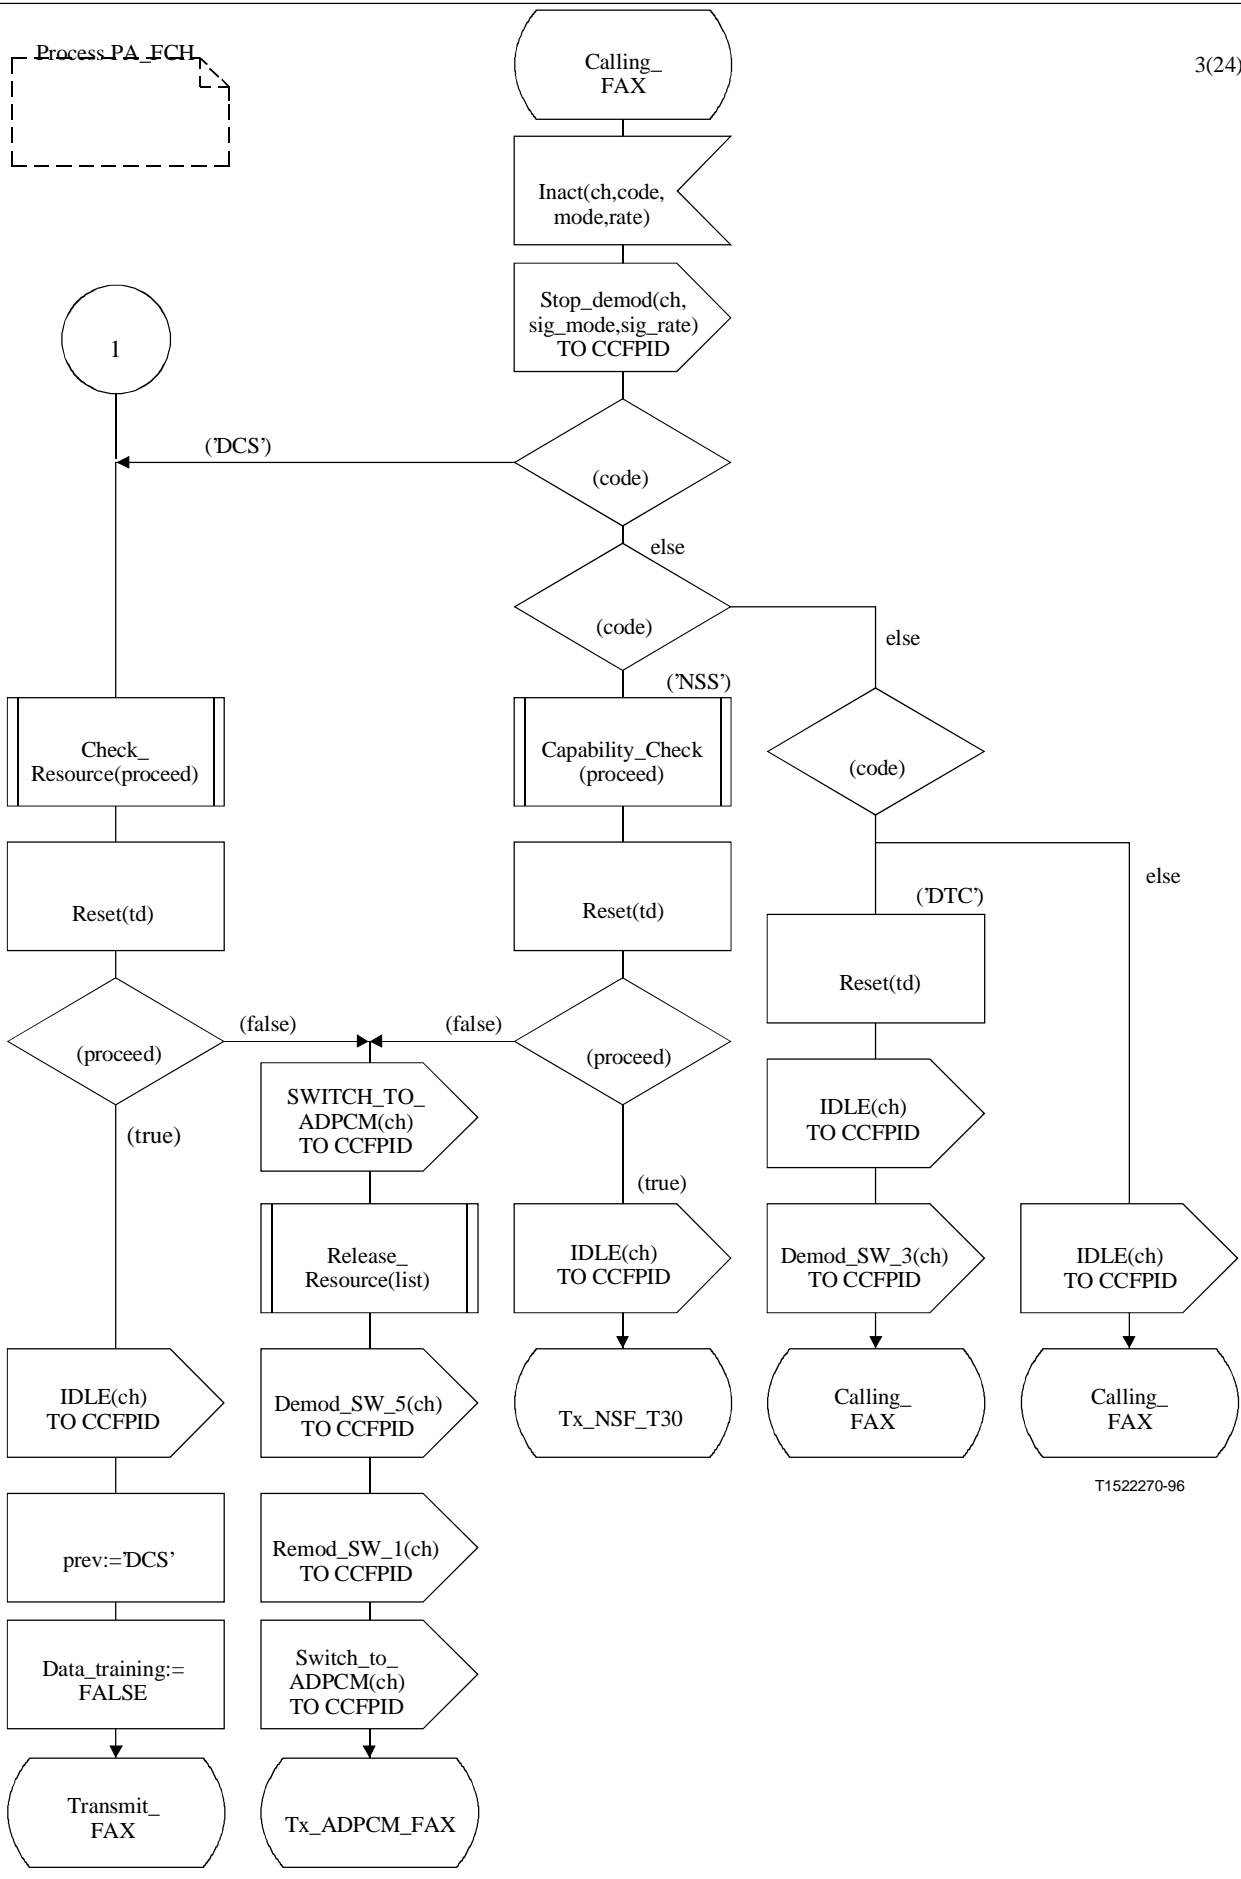 Process PA_FCH
3(24)
Calling_
FAX
Inact(ch,code,
mode,rate)
Stop_demod(ch,
sig_mode,sig_rate)
TO CCFPID
1
('DCS')
(code)
else
(code)
else
('NSS')
Check_
Resource(proceed)
Capability_Check
(proceed)
(code)
else
('DTC')
Reset(td)
Reset(td)
Reset(td)
(false)
(false)
(proceed)
(proceed)
SWITCH_TO_
ADPCM(ch)
TO CCFPID
IDLE(ch)
TO CCFPID
(true)
(true)
Release_
Resource(list)
IDLE(ch)
TO CCFPID
Demod_SW_3(ch)
TO CCFPID
IDLE(ch)
TO CCFPID
IDLE(ch)
TO CCFPID
Demod_SW_5(ch)
TO CCFPID
Tx_NSF_T30
Calling_
FAX
Calling_
FAX
T1522270-96
prev:='DCS'
Remod_SW_1(ch)
TO CCFPID
Data_training:=
FALSE
Switch_to_
ADPCM(ch)
TO CCFPID
Transmit_
FAX
Tx_ADPCM_FAX